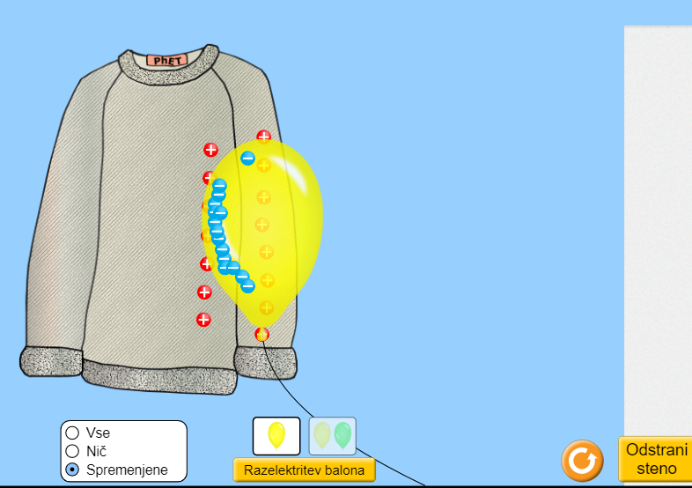 PhET
Vse
Nič
Spremenjene
Razelektritev balona
Odstrani
steno